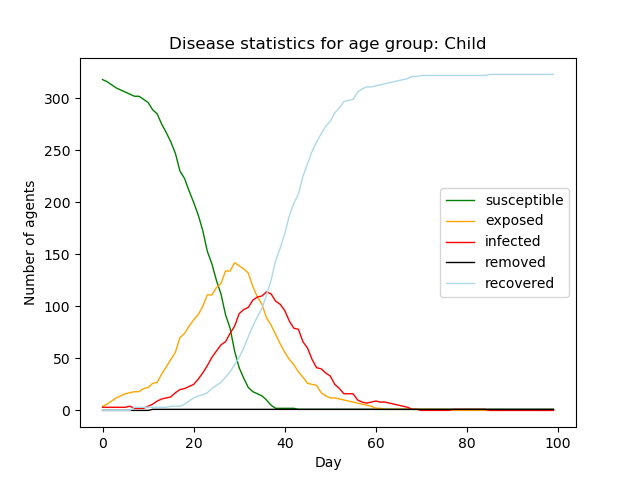 Disease statistics for age group: Child
Number of agents
300
250
200
150
100
50
0
susceptible
exposed
infected
removed
recovered
0 20 40 60 80 100
Day